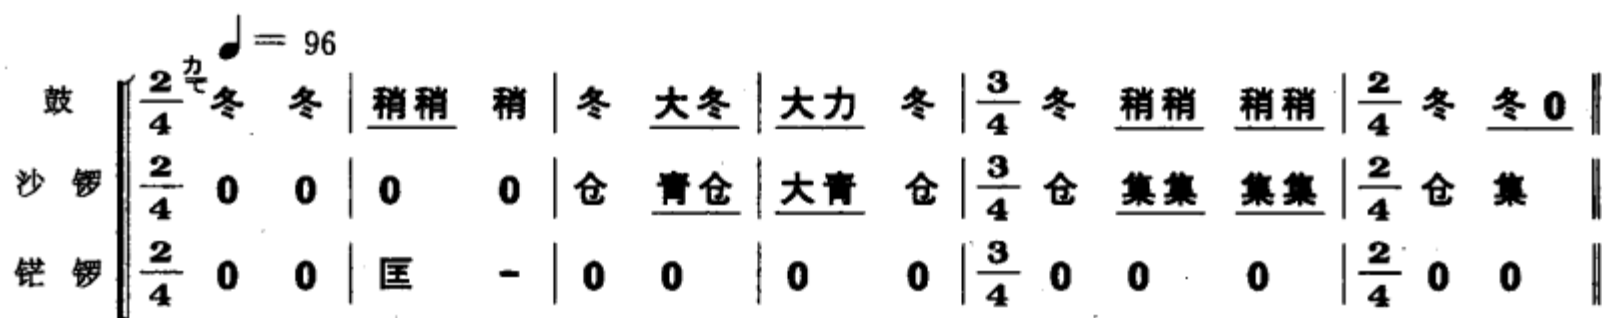 ♩= 96
鼓 2/4 力て 冬 冬 | 稍稍 稍 | 冬 大冬 | 大力 冬 | 3/4 冬 稍稍 稍稍 | 2/4 冬 冬0 ‖
沙锣 2/4 0 0 | 0 0 | 仓 青仓 | 大青 仓 | 3/4 仓 集集 集集 | 2/4 仓 集 ‖
铓锣 2/4 0 0 | 匡 - | 0 0 | 0 0 | 3/4 0 0 0 | 2/4 0 0 ‖